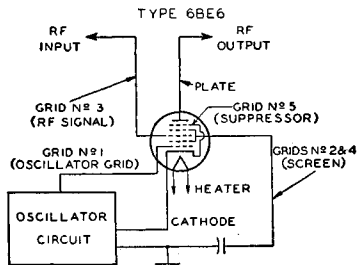 TYPE 6BE6
RF
INPUT
RF
OUTPUT
PLATE
GRID Nº 3
(RF SIGNAL)
GRID Nº 5
(SUPPRESSOR)
GRID Nº 1
(OSCILLATOR GRID)
GRIDS Nº 2&4
(SCREEN)
HEATER
OSCILLATOR
CIRCUIT
CATHODE